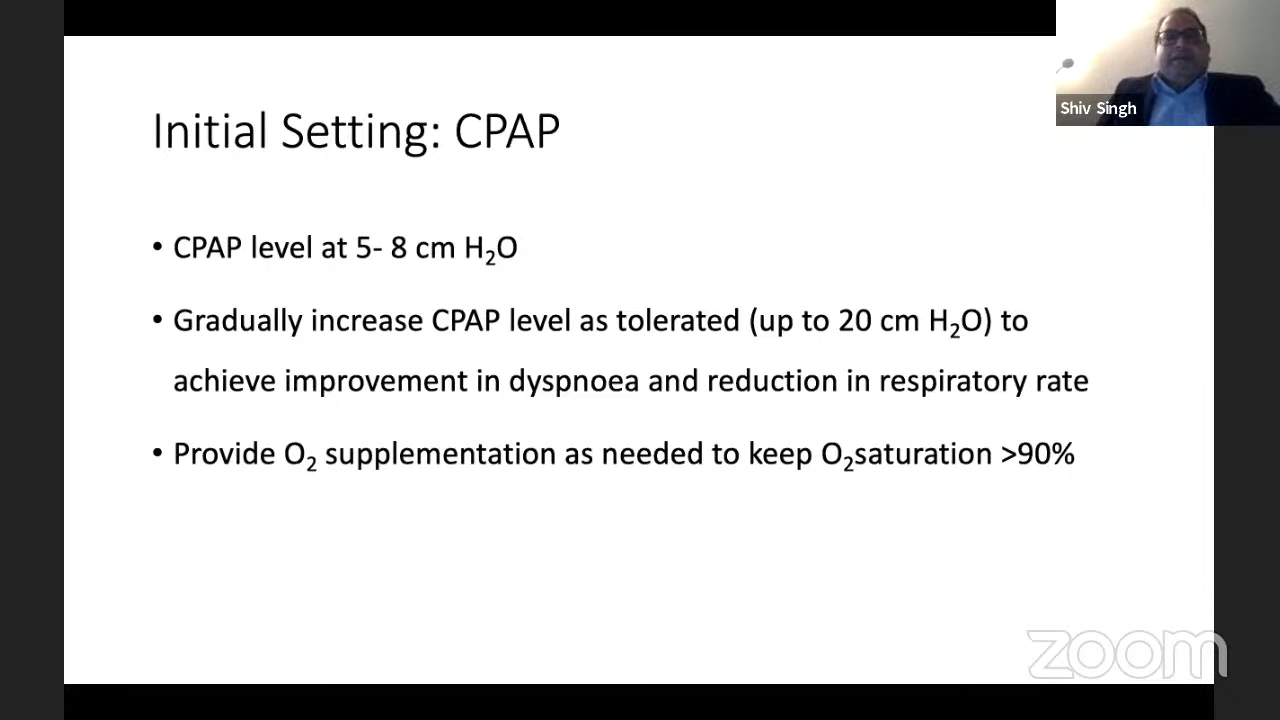 Shiv Singh
Initial Setting: CPAP
• CPAP level at 5- 8 cm H₂O
• Gradually increase CPAP level as tolerated (up to 20 cm H₂O) to
achieve improvement in dyspnoea and reduction in respiratory rate
• Provide O₂ supplementation as needed to keep O₂saturation >90%
zoom